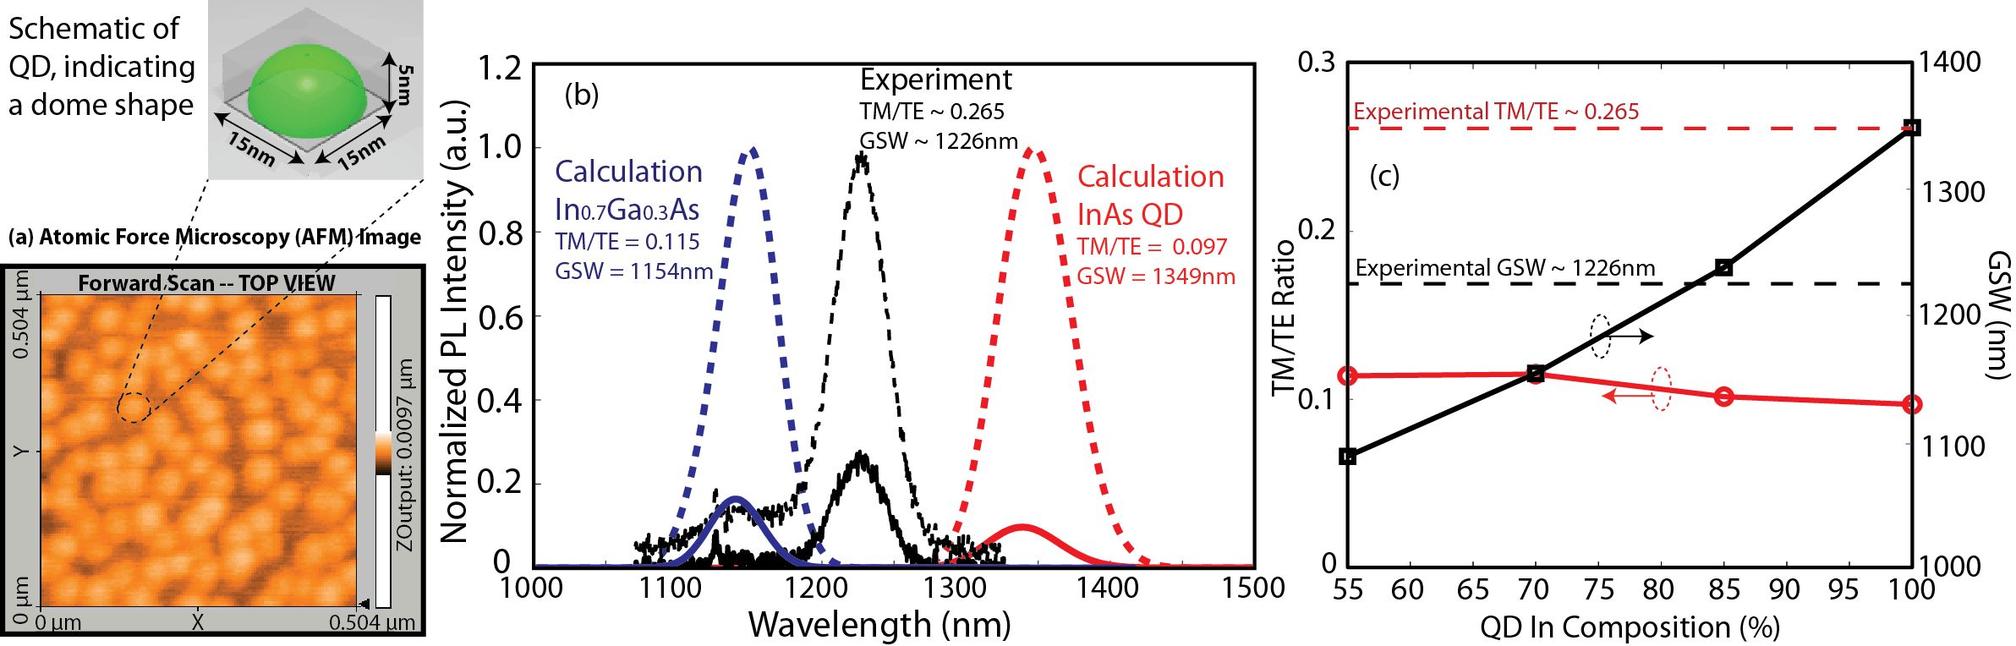 Schematic of
QD, indicating
a dome shape
5nm
15nm
15nm
(a) Atomic Force Microscopy (AFM) Image
Forward Scan -- TOP VIEW
0.504 µm
Y
0 µm
0 µm
X
0.504 µm
ZOutput: 0.0097 µm
(b)
Experiment
TM/TE ~ 0.265
GSW ~ 1226nm
Calculation
In0.7Ga0.3As
TM/TE = 0.115
GSW = 1154nm
Calculation
InAs QD
TM/TE = 0.097
GSW = 1349nm
Normalized PL Intensity (a.u.)
1.2
1.0
0.8
0.6
0.4
0.2
0
1000 1100 1200 1300 1400 1500
Wavelength (nm)
(c)
Experimental TM/TE ~ 0.265
Experimental GSW ~ 1226nm
TM/TE Ratio
0.3
0.2
0.1
0
1400
1300
1200
1100
1000
GSW (nm)
55 60 65 70 75 80 85 90 95 100
QD In Composition (%)